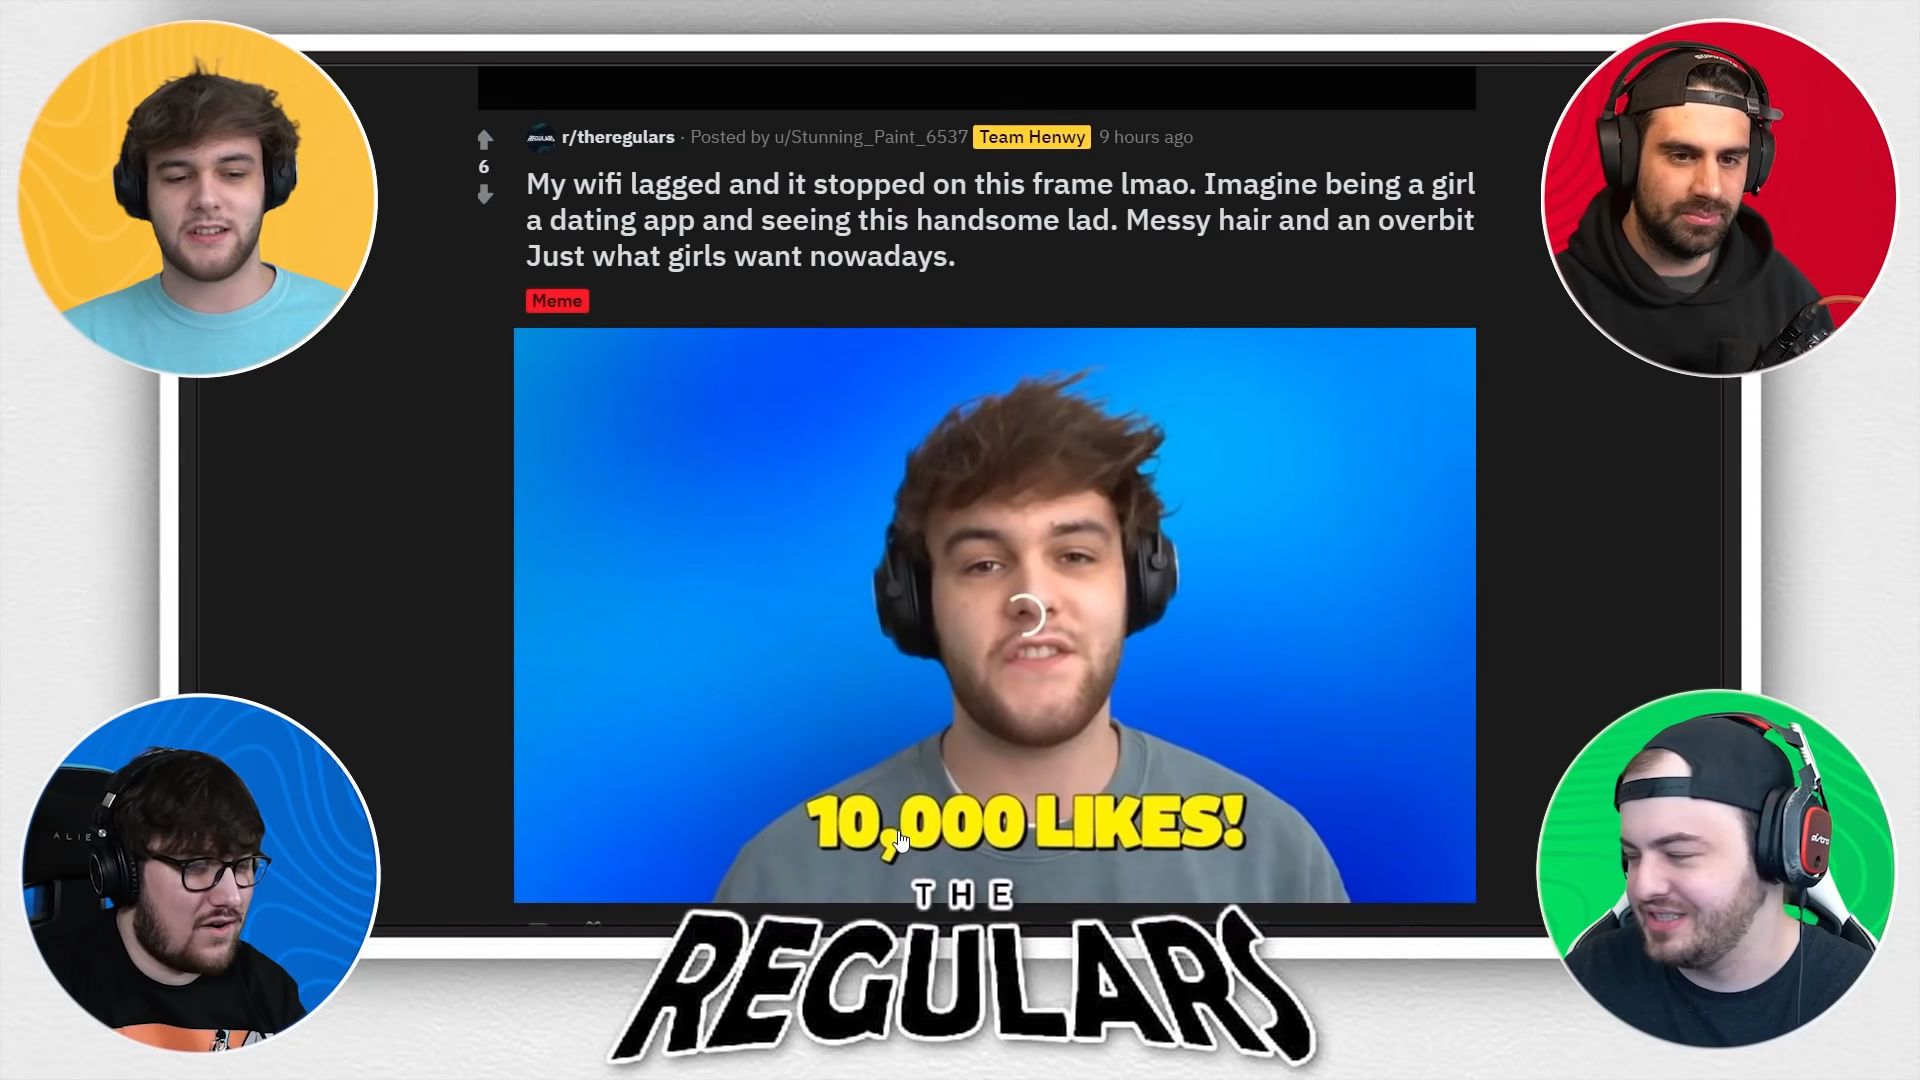 r/theregulars · Posted by u/Stunning_Paint_6537 Team Henwy 9 hours ago
6
My wifi lagged and it stopped on this frame lmao. Imagine being a girl
a dating app and seeing this handsome lad. Messy hair and an overbit
Just what girls want nowadays.
Meme
ALIE
astro
10,000 LIKES!
THE
REGULARS